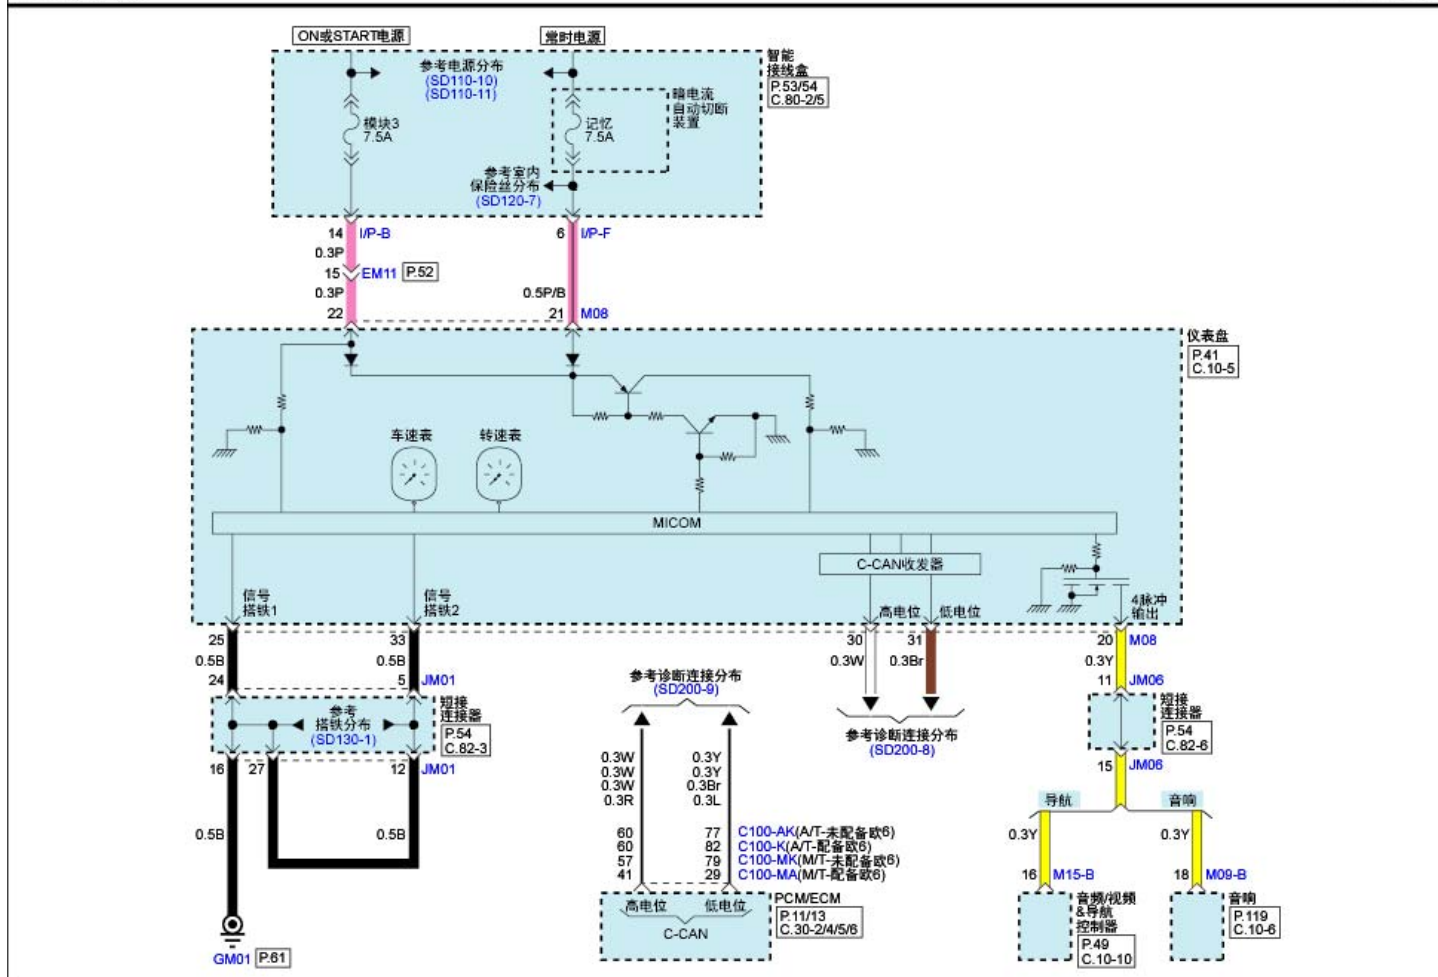 ON或START电源
常时电源
参考电源分布
(SD110-10)
(SD110-11)
智能
接线盒
P.53/54
C.80-2/5
模块3
7.5A
记忆
7.5A
暗电流
自动切断
装置
参考室内
保险丝分布
(SD120-7)
14 I/P-B
6 I/P-F
0.3P
15 EM11 P.52
0.3P
0.5P/B
22
21 M08
仪表盘
P.41
C.10-5
车速表
转速表
MICOM
C-CAN收发器
信号
搭铁1
信号
搭铁2
高电位
低电位
4脉冲
输出
25
33
30
31
20 M08
0.5B
0.5B
0.3W
0.3Br
0.3Y
24
5 JM01
11 JM06
参考
搭铁分布
(SD130-1)
短接
连接器
P.54
C.82-3
参考诊断连接分布
(SD200-9)
参考诊断连接分布
(SD200-8)
短接
连接器
P.54
C.82-6
16
27
12 JM01
15 JM06
0.3W
0.3W
0.3W
0.3R
0.3Y
0.3Y
0.3Br
0.3L
导航
音响
0.5B
0.5B
0.3Y
0.3Y
60 77 C100-AK(A/T-未配备欧6)
60 82 C100-K(A/T-配备欧6)
57 79 C100-MK(M/T-未配备欧6)
41 29 C100-MA(M/T-配备欧6)
16 M15-B
18 M09-B
高电位
低电位
C-CAN
PCM/ECM
P.11/13
C.30-2/4/5/6
音频/视频
&导航
控制器
P.49
C.10-10
音响
P.119
C.10-6
GM01 P.61